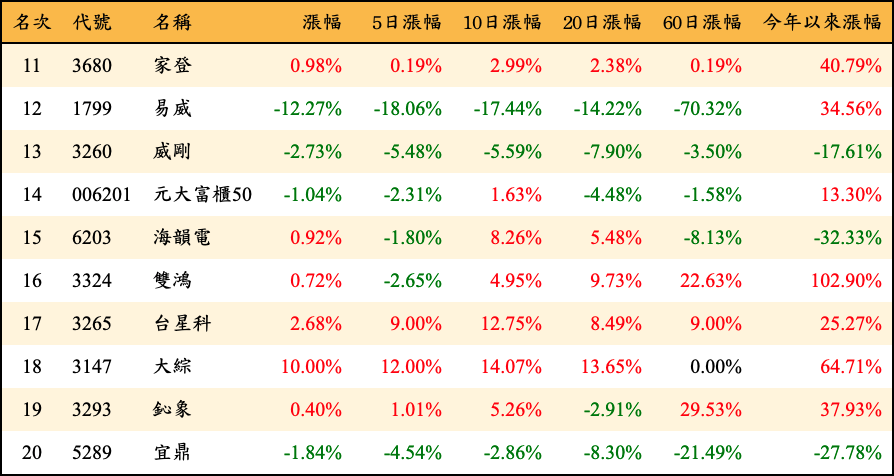 名次 代號 名稱 漲幅 5日漲幅 10日漲幅 20日漲幅 60日漲幅 今年以來漲幅
11 3680 家登 0.98% 0.19% 2.99% 2.38% 0.19% 40.79%
12 1799 易威 -12.27% -18.06% -17.44% -14.22% -70.32% 34.56%
13 3260 威剛 -2.73% -5.48% -5.59% -7.90% -3.50% -17.61%
14 006201 元大富櫃50 -1.04% -2.31% 1.63% -4.48% -1.58% 13.30%
15 6203 海韻電 0.92% -1.80% 8.26% 5.48% -8.13% -32.33%
16 3324 雙鴻 0.72% -2.65% 4.95% 9.73% 22.63% 102.90%
17 3265 台星科 2.68% 9.00% 12.75% 8.49% 9.00% 25.27%
18 3147 大綜 10.00% 12.00% 14.07% 13.65% 0.00% 64.71%
19 3293 鈊象 0.40% 1.01% 5.26% -2.91% 29.53% 37.93%
20 5289 宜鼎 -1.84% -4.54% -2.86% -8.30% -21.49% -27.78%